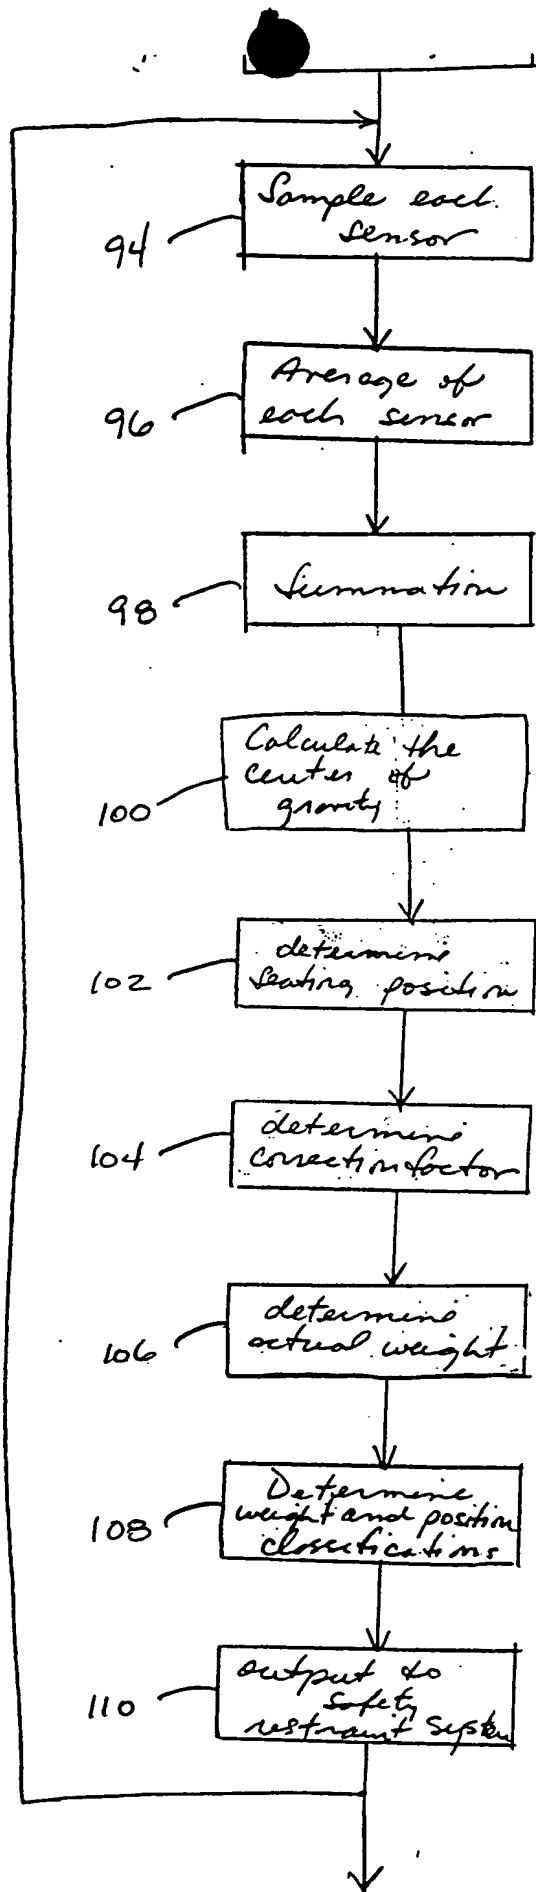 Sample each
sensor
94
Average of
each sensor
96
Summation
98
Calculate the
center of
gravity
100
determine
seating position
102
determine
correction factor
104
determine
actual weight
106
Determine
weight and position
classifications
108
output to
safety
restraint system
110